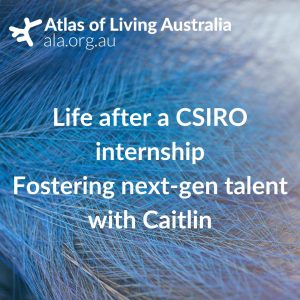 Atlas of Living Australia
ala.org.au
Life after a CSIRO
internship
Fostering next-gen talent
with Caitlin